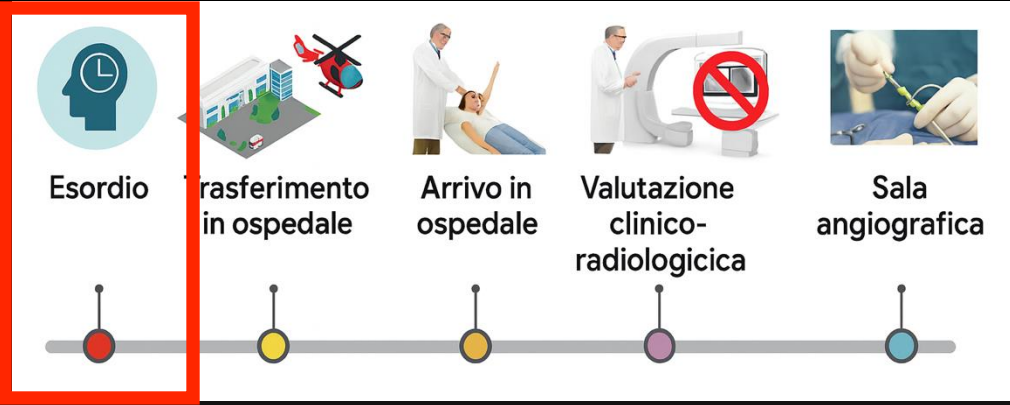 Esordio
Trasferimento
in ospedale
Arrivo in
ospedale
Valutazione
clinico-
radiologicica
Sala
angiografica